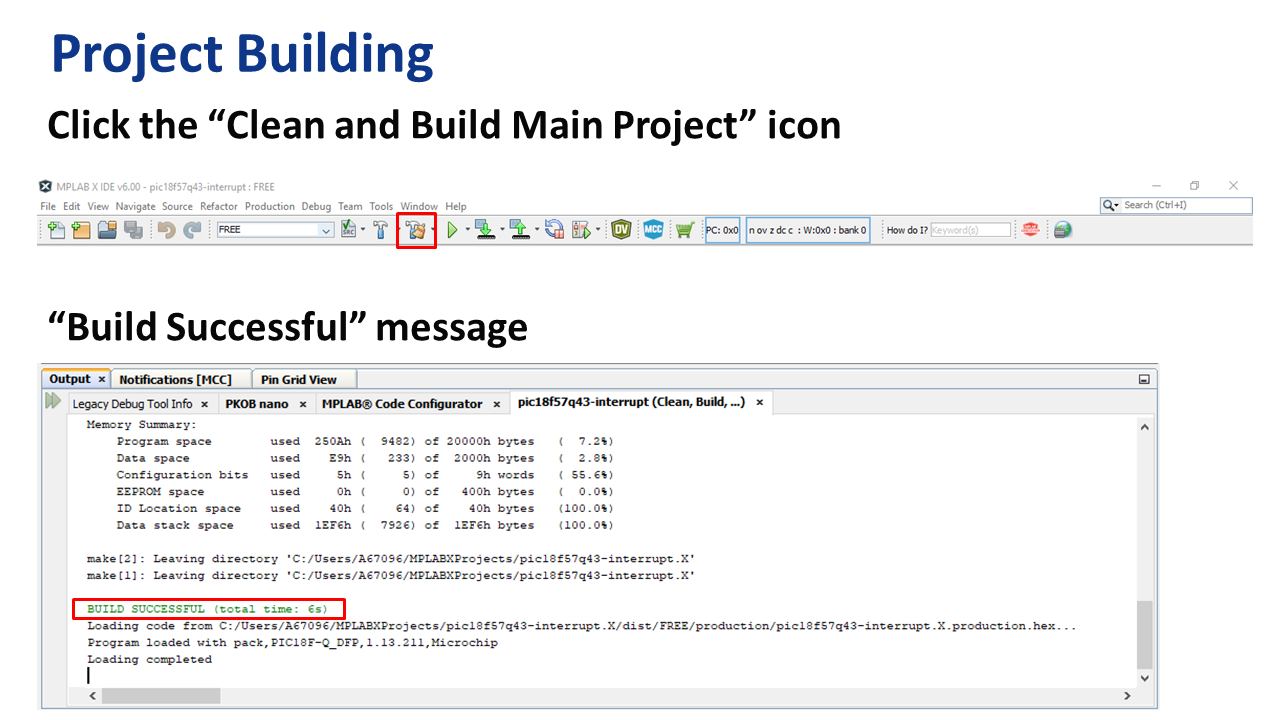 Project Building
Click the “Clean and Build Main Project” icon
MPLAB X IDE v6.00 - pic18f57q43-interrupt : FREE
File Edit View Navigate Source Refactor Production Debug Team Tools Window Help
Search (Ctrl+I)
FREE
SRC
DV
MCC
PC: 0x0
n ov z dc c : W:0x0 : bank 0
How do I?
Keyword(s)
“Build Successful” message
Output × Notifications [MCC] Pin Grid View
Legacy Debug Tool Info × PKOB nano × MPLAB® Code Configurator × pic18f57q43-interrupt (Clean, Build, ...) ×
Memory Summary:
Program space used 250Ah ( 9482) of 20000h bytes ( 7.2%)
Data space used E9h ( 233) of 2000h bytes ( 2.8%)
Configuration bits used 5h ( 5) of 9h words ( 55.6%)
EEPROM space used 0h ( 0) of 400h bytes ( 0.0%)
ID Location space used 40h ( 64) of 40h bytes (100.0%)
Data stack space used 1EF6h ( 7926) of 1EF6h bytes (100.0%)
make[2]: Leaving directory 'C:/Users/A67096/MPLABXProjects/pic18f57q43-interrupt.X'
make[1]: Leaving directory 'C:/Users/A67096/MPLABXProjects/pic18f57q43-interrupt.X'
BUILD SUCCESSFUL (total time: 6s)
Loading code from C:/Users/A67096/MPLABXProjects/pic18f57q43-interrupt.X/dist/FREE/production/pic18f57q43-interrupt.X.production.hex...
Program loaded with pack,PIC18F-Q_DFP,1.13.211,Microchip
Loading completed